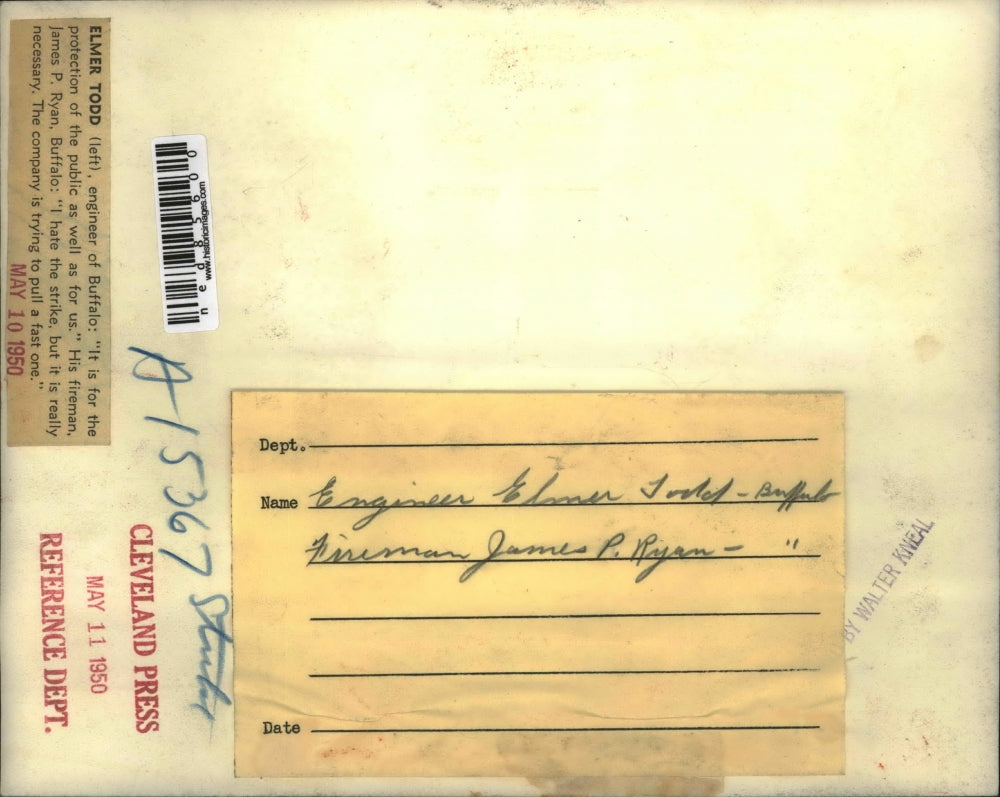 ELMER TODD (left), engineer of Buffalo: "It is for the
protection of the public as well as for us." His fireman,
James P. Ryan, Buffalo: "I hate the strike, but it is really
necessary. The company is trying to pull a fast one."
MAY 10 1950
www.historicimages.com
ned85900
A15367
CLEVELAND PRESS
MAY 11 1950
REFERENCE DEPT.
Dept.
Name Engineer Elmer Todd - Buffalo
Fireman James P. Ryan - "
Date
BY WALTER KNEAL